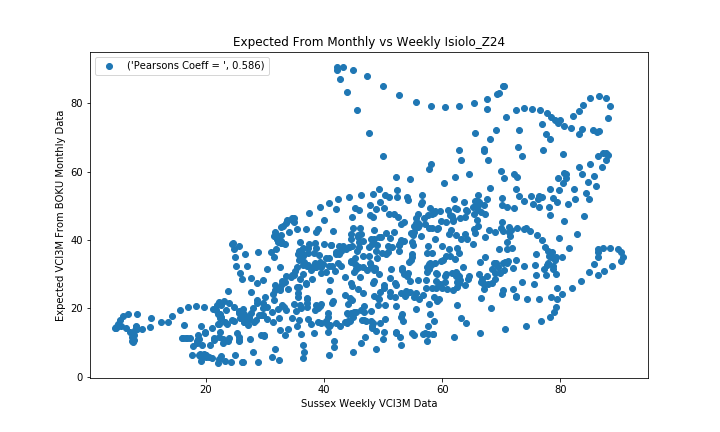 Expected From Monthly vs Weekly Isiolo_Z24
('Pearsons Coeff = ', 0.586)
Expected VCI3M From BOKU Monthly Data
80
60
40
20
0
20 40 60 80
Sussex Weekly VCI3M Data